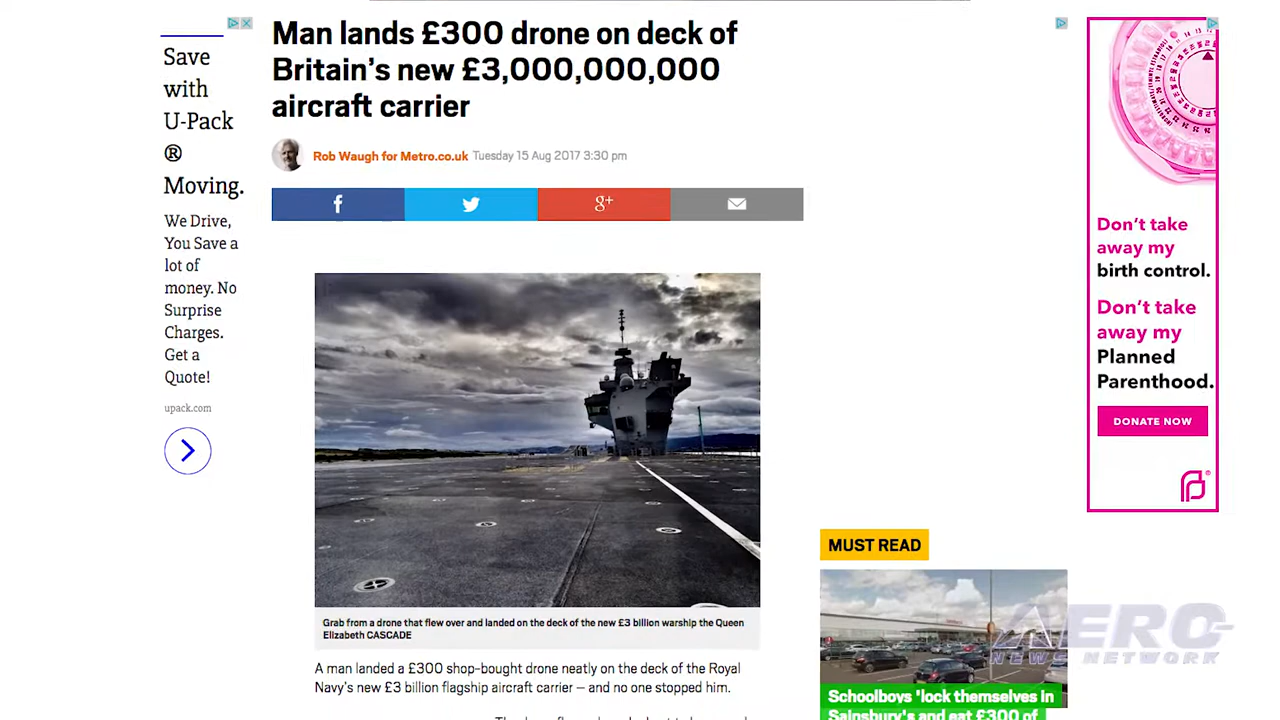 Man lands £300 drone on deck of
Britain's new £3,000,000,000
aircraft carrier
Rob Waugh for Metro.co.uk Tuesday 15 Aug 2017 3:30 pm
Save
with
U-Pack
®
Moving.
We Drive,
You Save a
lot of
money. No
Surprise
Charges.
Get a
Quote!
upack.com
Grab from a drone that flew over and landed on the deck of the new £3 billion warship the Queen
Elizabeth CASCADE
A man landed a £300 shop-bought drone neatly on the deck of the Royal
Navy's new £3 billion flagship aircraft carrier – and no one stopped him.
Don't take
away my
birth control.
Don't take
away my
Planned
Parenthood.
DONATE NOW
MUST READ
Schoolboys 'lock themselves in
Sainsbury's and eat £300 of
AERO
NEWS NETWORK